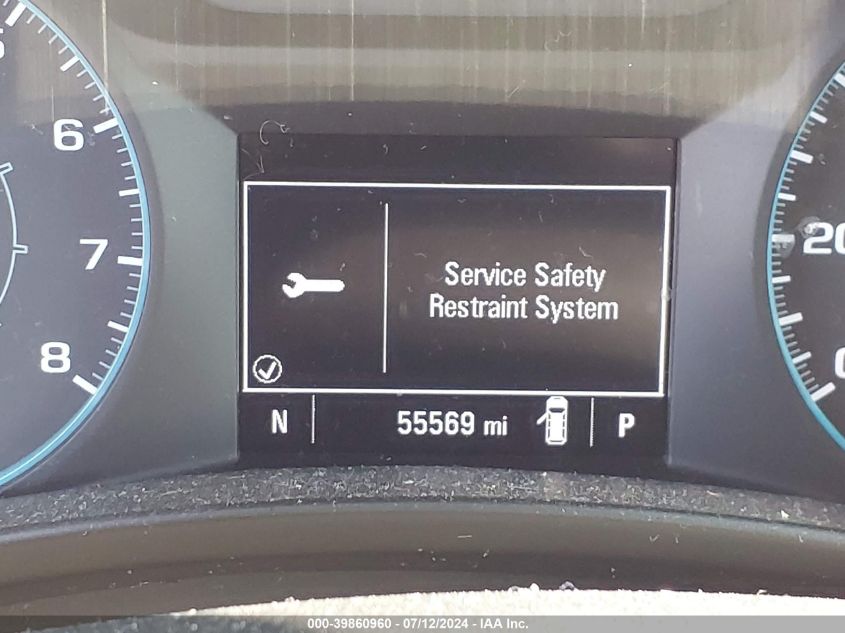 6
7
8
20
Service Safety
Restraint System
N 55569 mi P
000-39860960 - 07/12/2024 - IAA Inc.